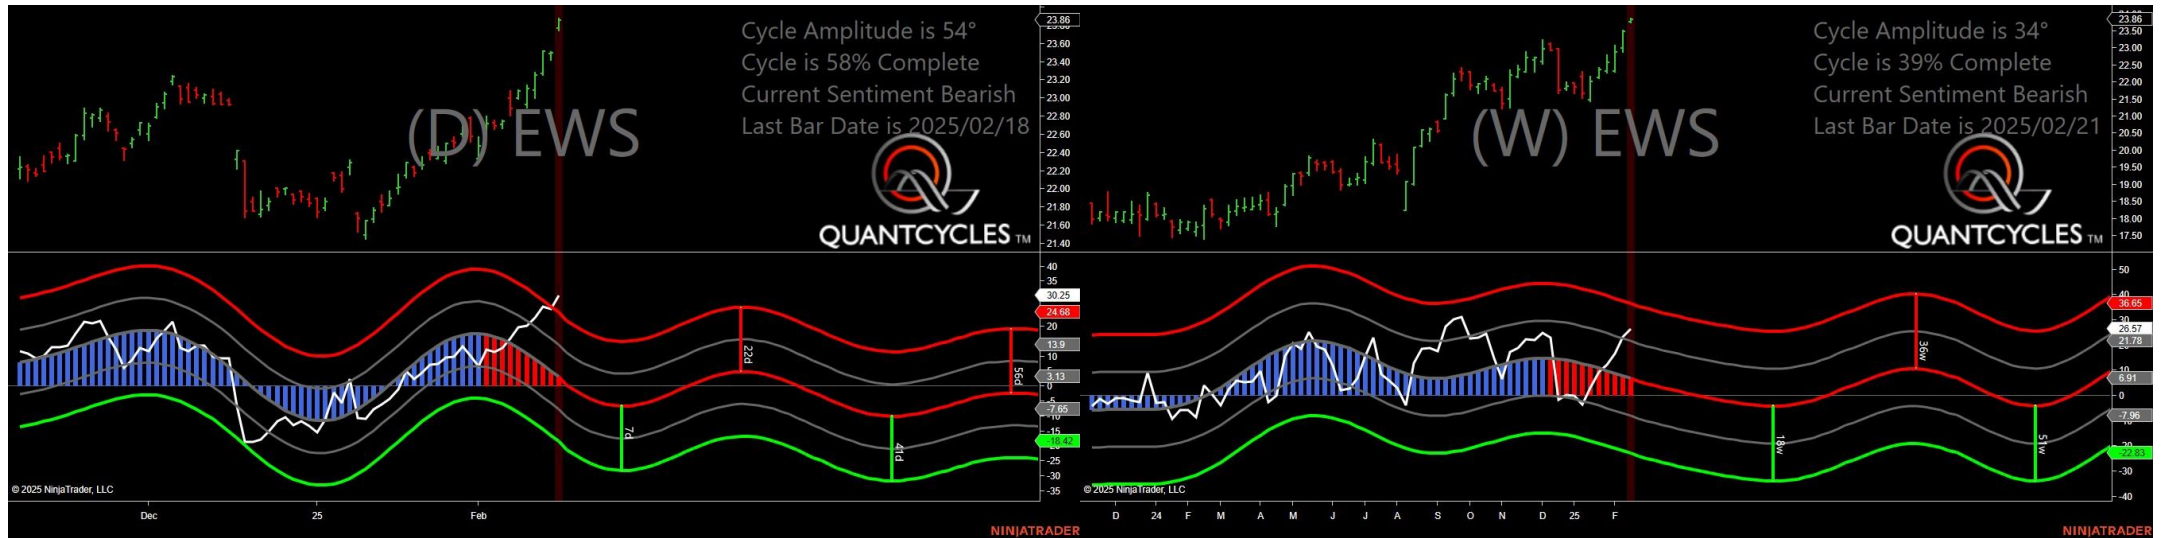 Cycle Amplitude is 54°
Cycle is 58% Complete
Current Sentiment Bearish
Last Bar Date is 2025/02/18
(D) EWS
QUANTCYCLES TM
23.86
23.60
23.40
23.20
23.00
22.80
22.60
22.40
22.20
22.00
21.80
21.60
21.40
40
35
30.25
24.68
20
13.9
10
5
3.13
0
-7.65
-10
-15
-18.42
-25
-30
-35
7d
22d
41d
56d
© 2025 NinjaTrader, LLC
Dec
25
Feb
NINJATRADER
Cycle Amplitude is 34°
Cycle is 39% Complete
Current Sentiment Bearish
Last Bar Date is 2025/02/21
(W) EWS
QUANTCYCLES TM
23.86
23.50
23.00
22.50
22.00
21.50
21.00
20.50
20.00
19.50
19.00
18.50
18.00
17.50
50
40
36.65
30
26.57
21.78
10
6.91
0
-7.96
-20
-22.83
-30
-40
18w
36w
51w
© 2025 NinjaTrader, LLC
D
24
F
M
A
M
J
J
A
S
O
N
D
25
F
NINJATRADER